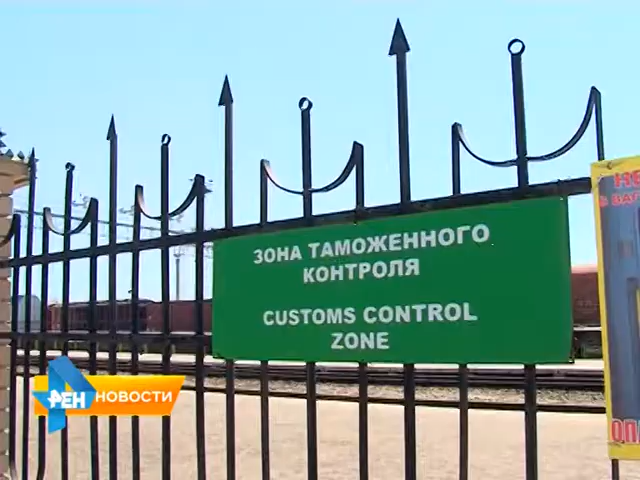 ЗОНА ТАМОЖЕННОГО
КОНТРОЛЯ
CUSTOMS CONTROL
ZONE
РЕН НОВОСТИ